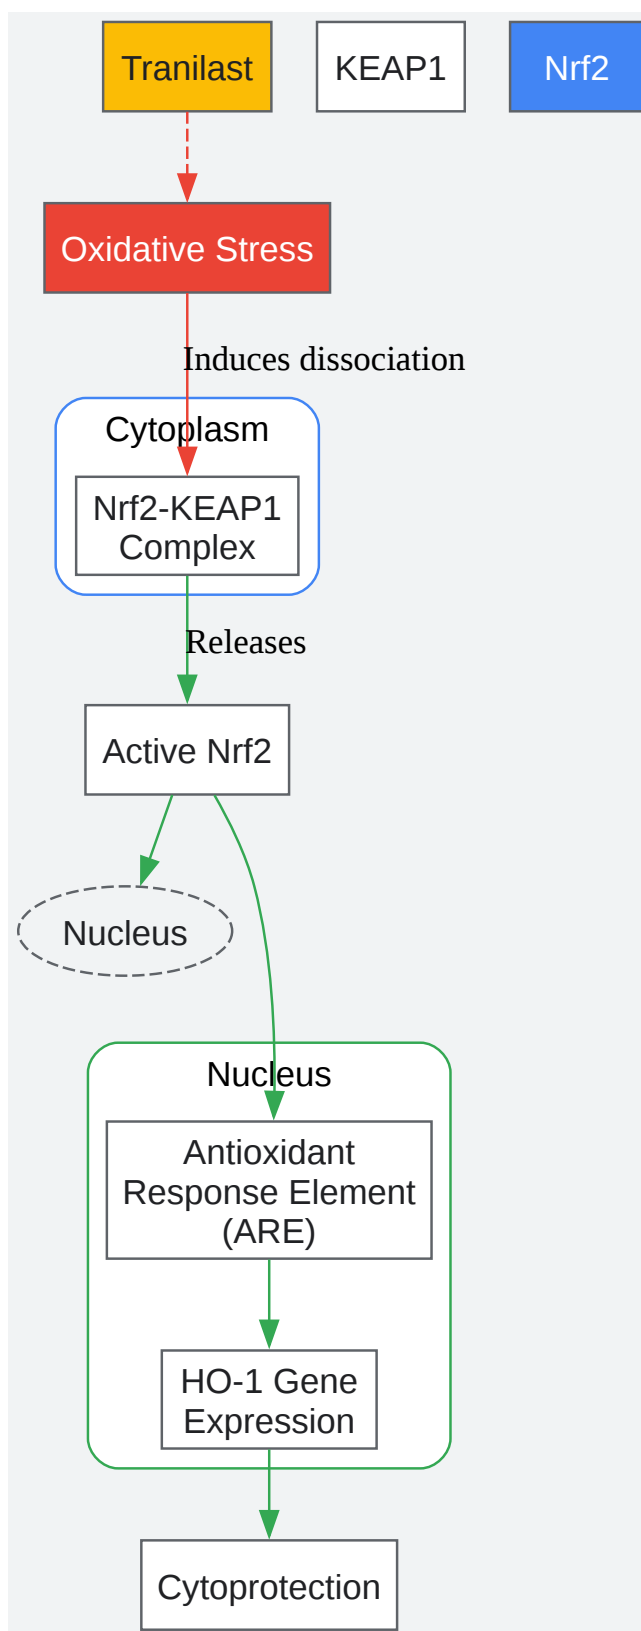 Tranilast
KEAP1
Nrf2
Oxidative Stress
Induces dissociation
Cytoplasm
Nrf2-KEAP1
Complex
Releases
Active Nrf2
Nucleus
Nucleus
Antioxidant
Response Element
(ARE)
HO-1 Gene
Expression
Cytoprotection